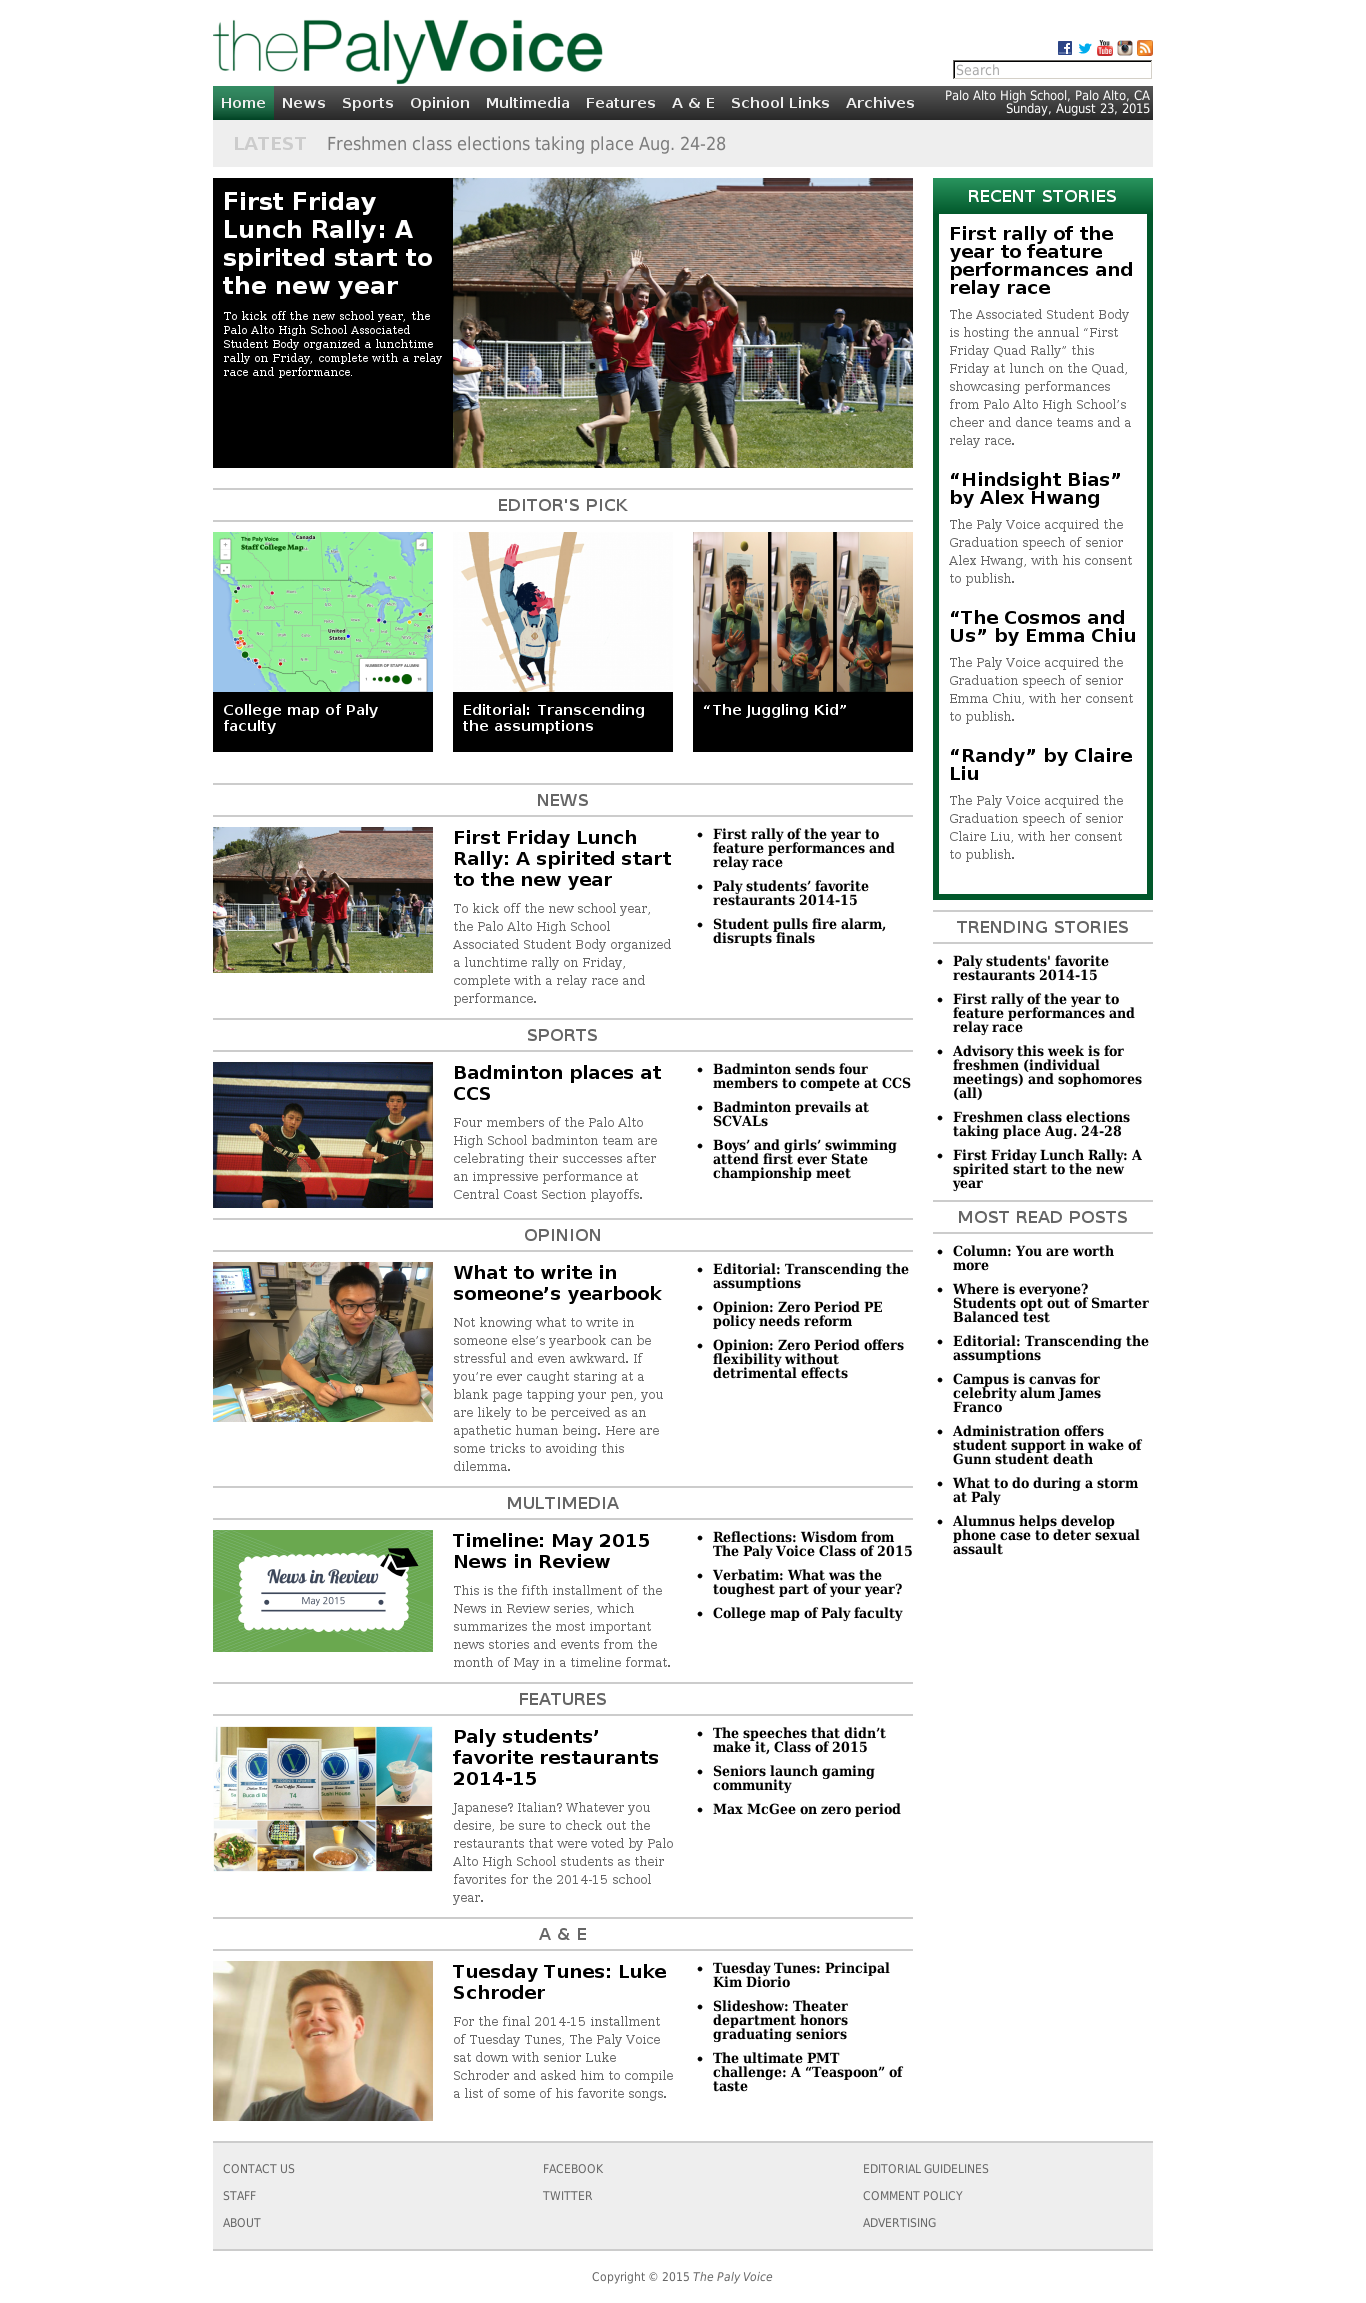 thePalyVoice
Search
Home News Sports Opinion Multimedia Features A & E School Links Archives
Palo Alto High School, Palo Alto, CA
Sunday, August 23, 2015
LATEST Freshmen class elections taking place Aug. 24-28
First Friday
Lunch Rally: A
spirited start to
the new year
To kick off the new school year, the
Palo Alto High School Associated
Student Body organized a lunchtime
rally on Friday, complete with a relay
race and performance.
EDITOR'S PICK
The Paly Voice
Staff College Map
Canada
United
States
NUMBER OF STAFF ALUMNI
College map of Paly
faculty
Editorial: Transcending
the assumptions
“The Juggling Kid”
NEWS
First Friday Lunch
Rally: A spirited start
to the new year
To kick off the new school year,
the Palo Alto High School
Associated Student Body organized
a lunchtime rally on Friday,
complete with a relay race and
performance.
• First rally of the year to
feature performances and
relay race
• Paly students’ favorite
restaurants 2014-15
• Student pulls fire alarm,
disrupts finals
SPORTS
Badminton places at
CCS
Four members of the Palo Alto
High School badminton team are
celebrating their successes after
an impressive performance at
Central Coast Section playoffs.
• Badminton sends four
members to compete at CCS
• Badminton prevails at
SCVALs
• Boys’ and girls’ swimming
attend first ever State
championship meet
OPINION
What to write in
someone’s yearbook
Not knowing what to write in
someone else’s yearbook can be
stressful and even awkward. If
you’re ever caught staring at a
blank page tapping your pen, you
are likely to be perceived as an
apathetic human being. Here are
some tricks to avoiding this
dilemma.
• Editorial: Transcending the
assumptions
• Opinion: Zero Period PE
policy needs reform
• Opinion: Zero Period offers
flexibility without
detrimental effects
MULTIMEDIA
News in Review
May 2015
Timeline: May 2015
News in Review
This is the fifth installment of the
News in Review series, which
summarizes the most important
news stories and events from the
month of May in a timeline format.
• Reflections: Wisdom from
The Paly Voice Class of 2015
• Verbatim: What was the
toughest part of your year?
• College map of Paly faculty
FEATURES
T4
Paly students’
favorite restaurants
2014-15
Japanese? Italian? Whatever you
desire, be sure to check out the
restaurants that were voted by Palo
Alto High School students as their
favorites for the 2014-15 school
year.
• The speeches that didn’t
make it, Class of 2015
• Seniors launch gaming
community
• Max McGee on zero period
A & E
Tuesday Tunes: Luke
Schroder
For the final 2014-15 installment
of Tuesday Tunes, The Paly Voice
sat down with senior Luke
Schroder and asked him to compile
a list of some of his favorite songs.
• Tuesday Tunes: Principal
Kim Diorio
• Slideshow: Theater
department honors
graduating seniors
• The ultimate PMT
challenge: A “Teaspoon” of
taste
RECENT STORIES
First rally of the
year to feature
performances and
relay race
The Associated Student Body
is hosting the annual “First
Friday Quad Rally” this
Friday at lunch on the Quad,
showcasing performances
from Palo Alto High School’s
cheer and dance teams and a
relay race.
“Hindsight Bias”
by Alex Hwang
The Paly Voice acquired the
Graduation speech of senior
Alex Hwang, with his consent
to publish.
“The Cosmos and
Us” by Emma Chiu
The Paly Voice acquired the
Graduation speech of senior
Emma Chiu, with her consent
to publish.
“Randy” by Claire
Liu
The Paly Voice acquired the
Graduation speech of senior
Claire Liu, with her consent
to publish.
TRENDING STORIES
• Paly students' favorite
restaurants 2014-15
• First rally of the year to
feature performances and
relay race
• Advisory this week is for
freshmen (individual
meetings) and sophomores
(all)
• Freshmen class elections
taking place Aug. 24-28
• First Friday Lunch Rally: A
spirited start to the new
year
MOST READ POSTS
• Column: You are worth
more
• Where is everyone?
Students opt out of Smarter
Balanced test
• Editorial: Transcending the
assumptions
• Campus is canvas for
celebrity alum James
Franco
• Administration offers
student support in wake of
Gunn student death
• What to do during a storm
at Paly
• Alumnus helps develop
phone case to deter sexual
assault
CONTACT US
STAFF
ABOUT
FACEBOOK
TWITTER
EDITORIAL GUIDELINES
COMMENT POLICY
ADVERTISING
Copyright © 2015 The Paly Voice